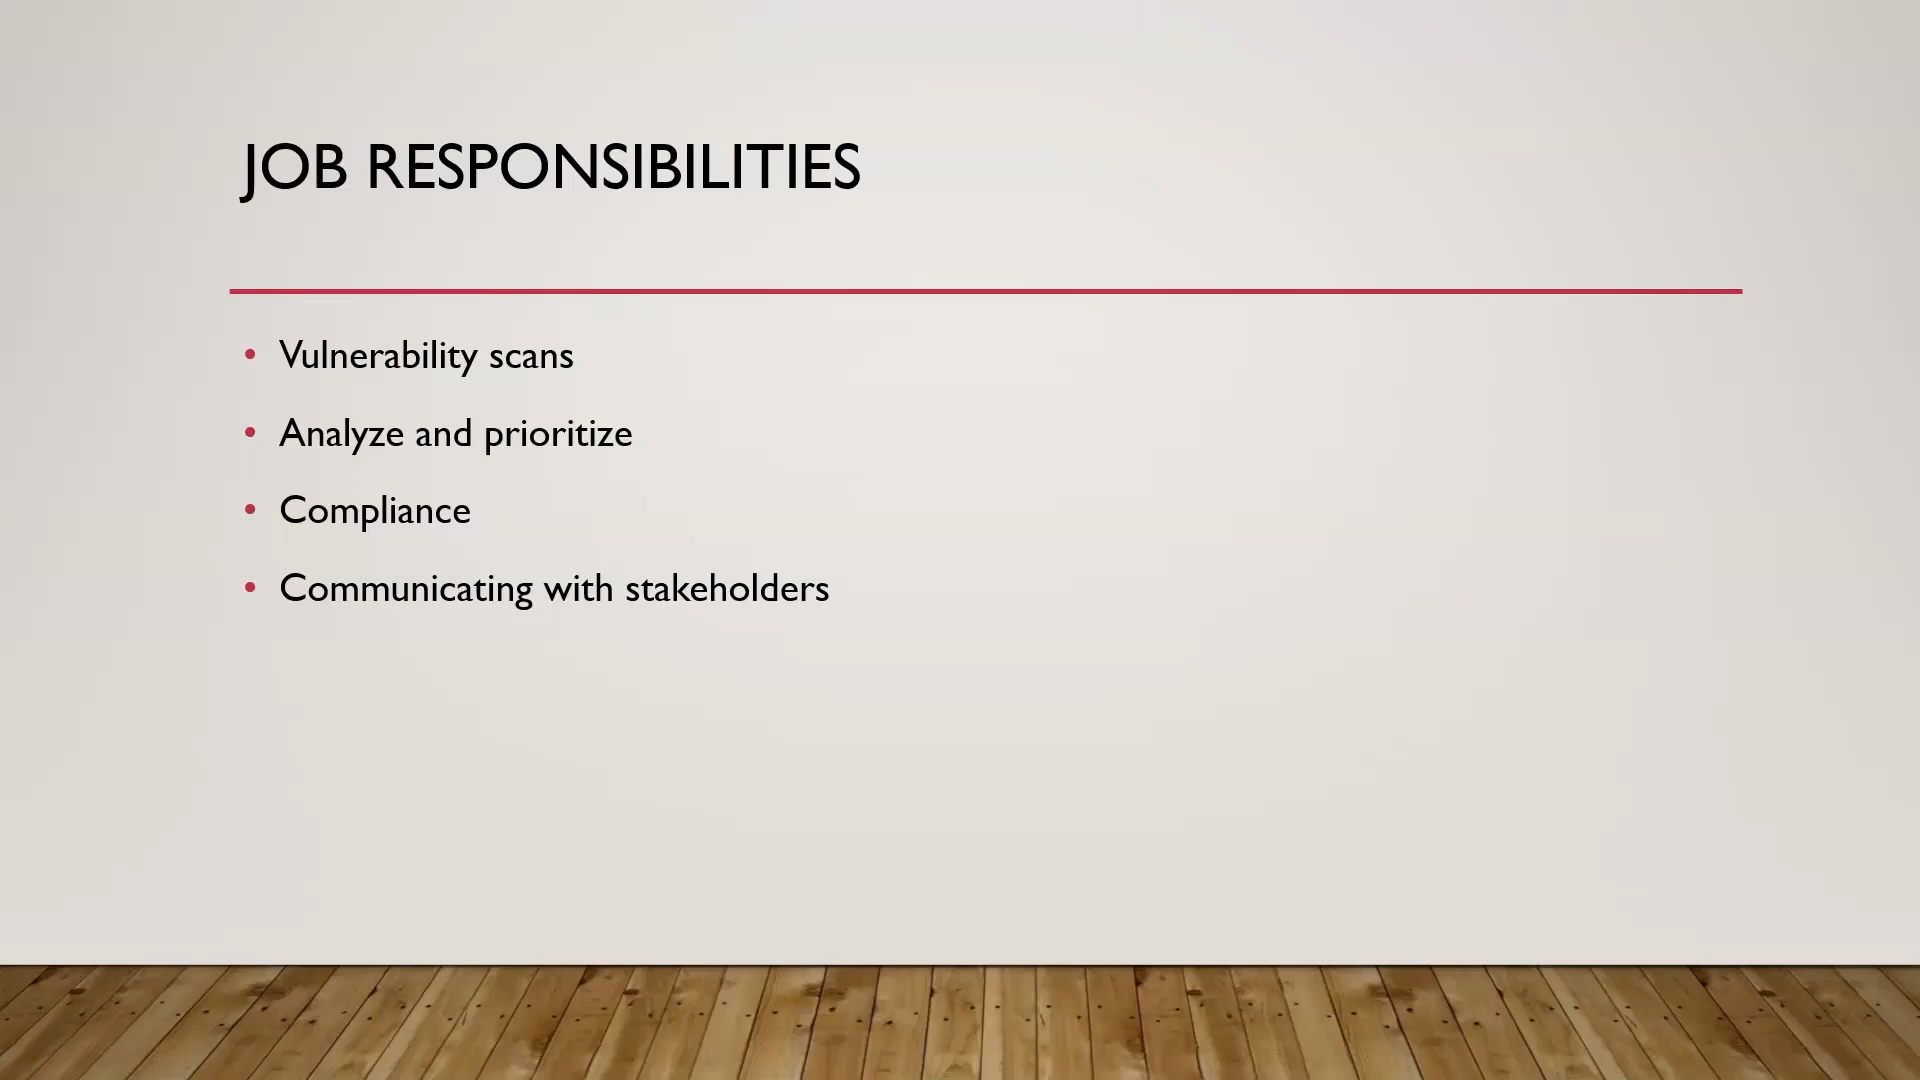 JOB RESPONSIBILITIES
• Vulnerability scans
• Analyze and prioritize
• Compliance
• Communicating with stakeholders